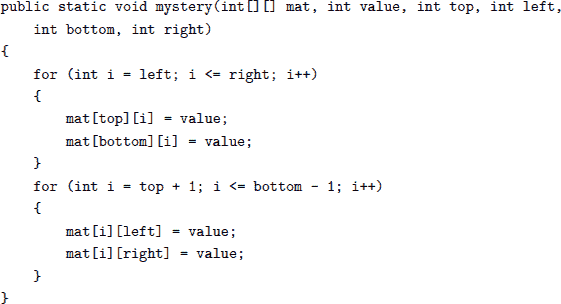 public static void mystery(int[][] mat, int value, int top, int left,
    int bottom, int right)
{
    for (int i = left; i <= right; i++)
    {
        mat[top][i] = value;
        mat[bottom][i] = value;
    }
    for (int i = top + 1; i <= bottom - 1; i++)
    {
        mat[i][left] = value;
        mat[i][right] = value;
    }
}